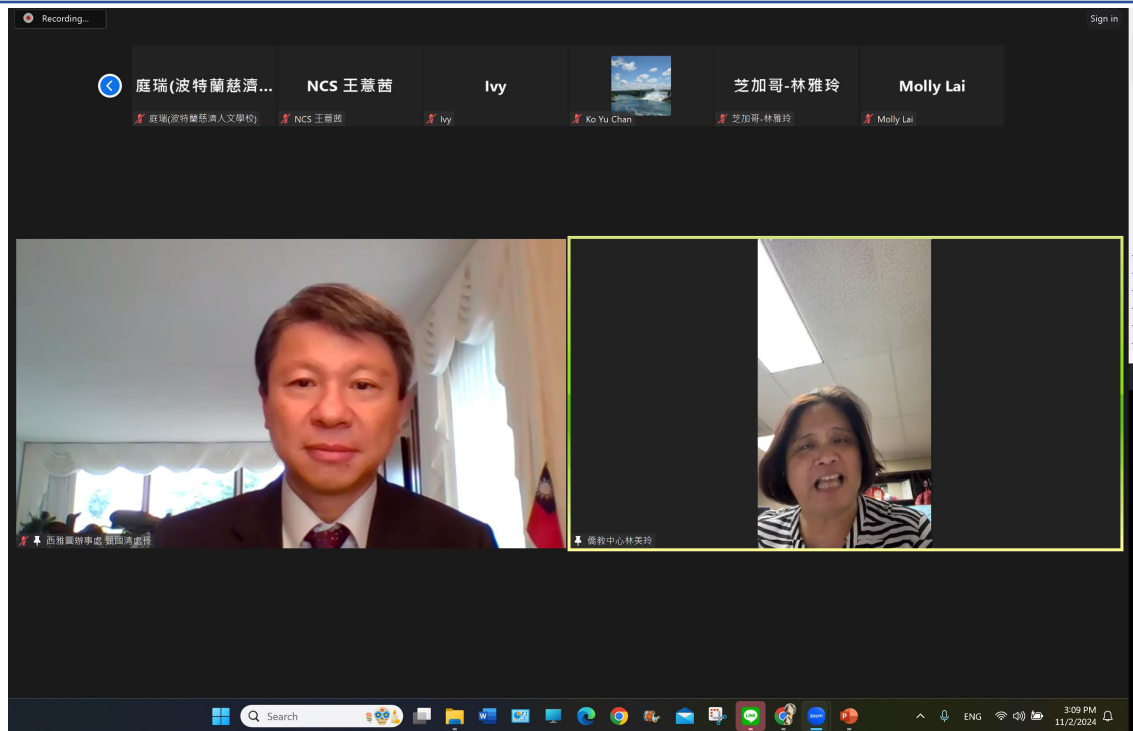 Recording...
Sign in
庭瑞(波特蘭慈濟...
NCS 王薏茜
Ivy
芝加哥-林雅玲
Molly Lai
庭瑞(波特蘭慈濟人文學校)
NCS 王薏茜
Ivy
Ko Yu Chan
芝加哥-林雅玲
Molly Lai
西雅圖辦事處 張國清處長
僑教中心林美玲
Search
ENG
3:09 PM
11/2/2024